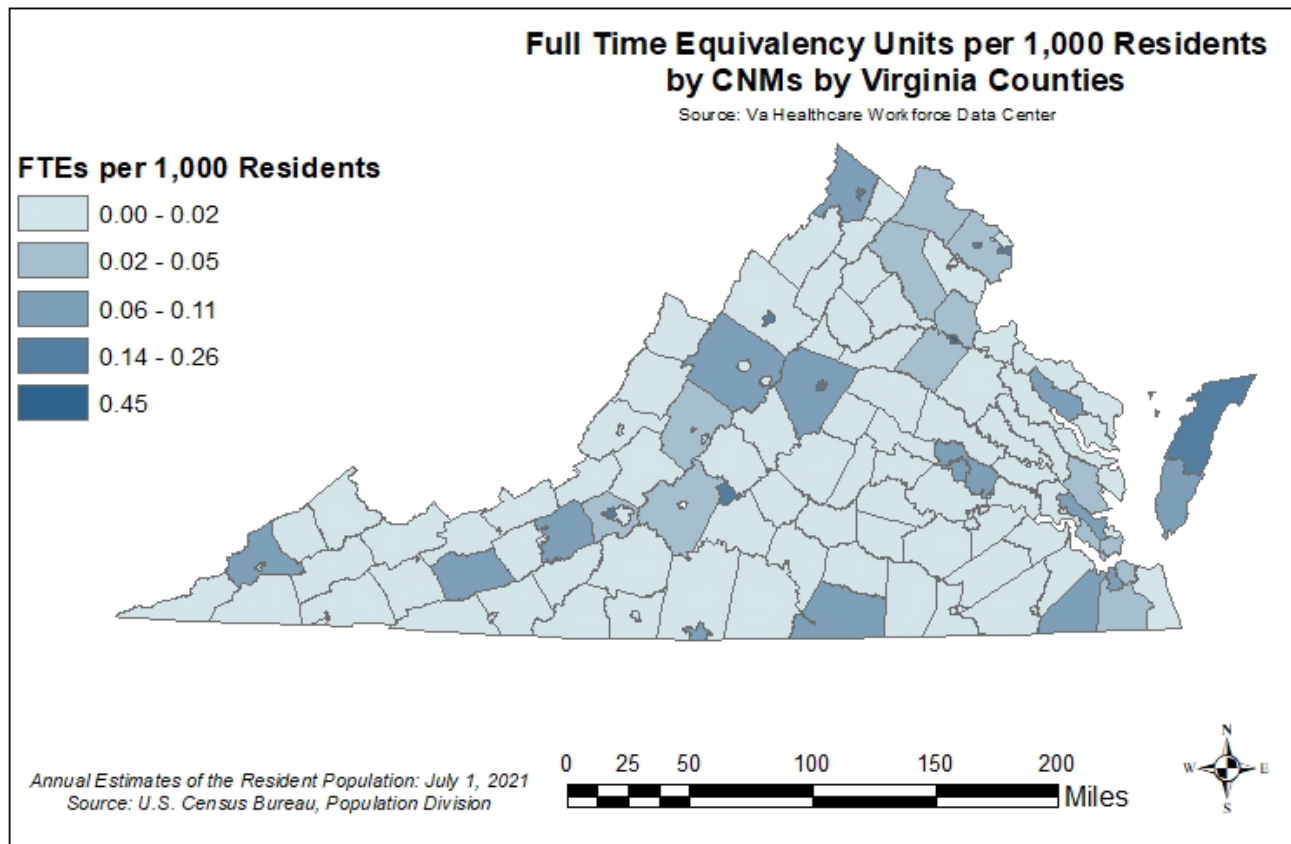 Full Time Equivalency Units per 1,000 Residents
by CNMs by Virginia Counties
Source: Va Healthcare Workforce Data Center
FTEs per 1,000 Residents
0.00 - 0.02
0.02 - 0.05
0.06 - 0.11
0.14 - 0.26
0.45
Annual Estimates of the Resident Population: July 1, 2021
Source: U.S. Census Bureau, Population Division
0 25 50 100 150 200
Miles
N
W E
S